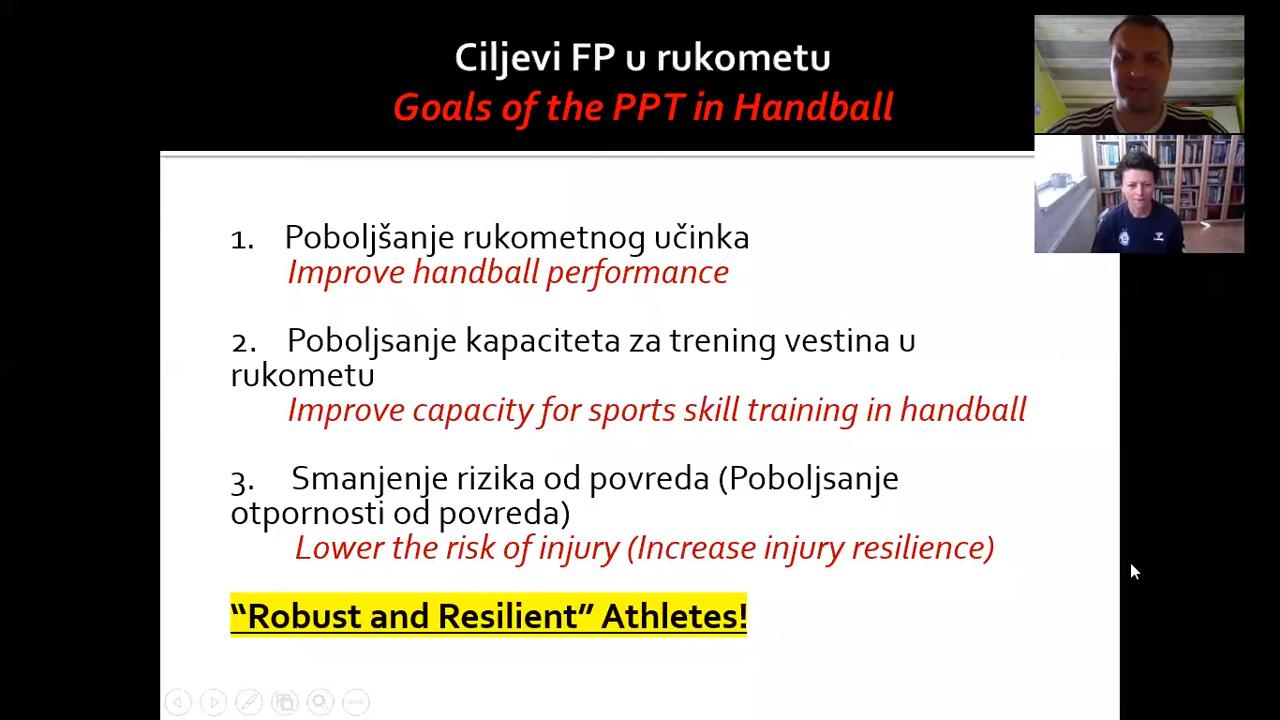 Ciljevi FP u rukometu
Goals of the PPT in Handball
1. Poboljšanje rukometnog učinka
Improve handball performance
2. Poboljsanje kapaciteta za trening vestina u
rukometu
Improve capacity for sports skill training in handball
3. Smanjenje rizika od povreda (Poboljsanje
otpornosti od povreda)
Lower the risk of injury (Increase injury resilience)
“Robust and Resilient” Athletes!